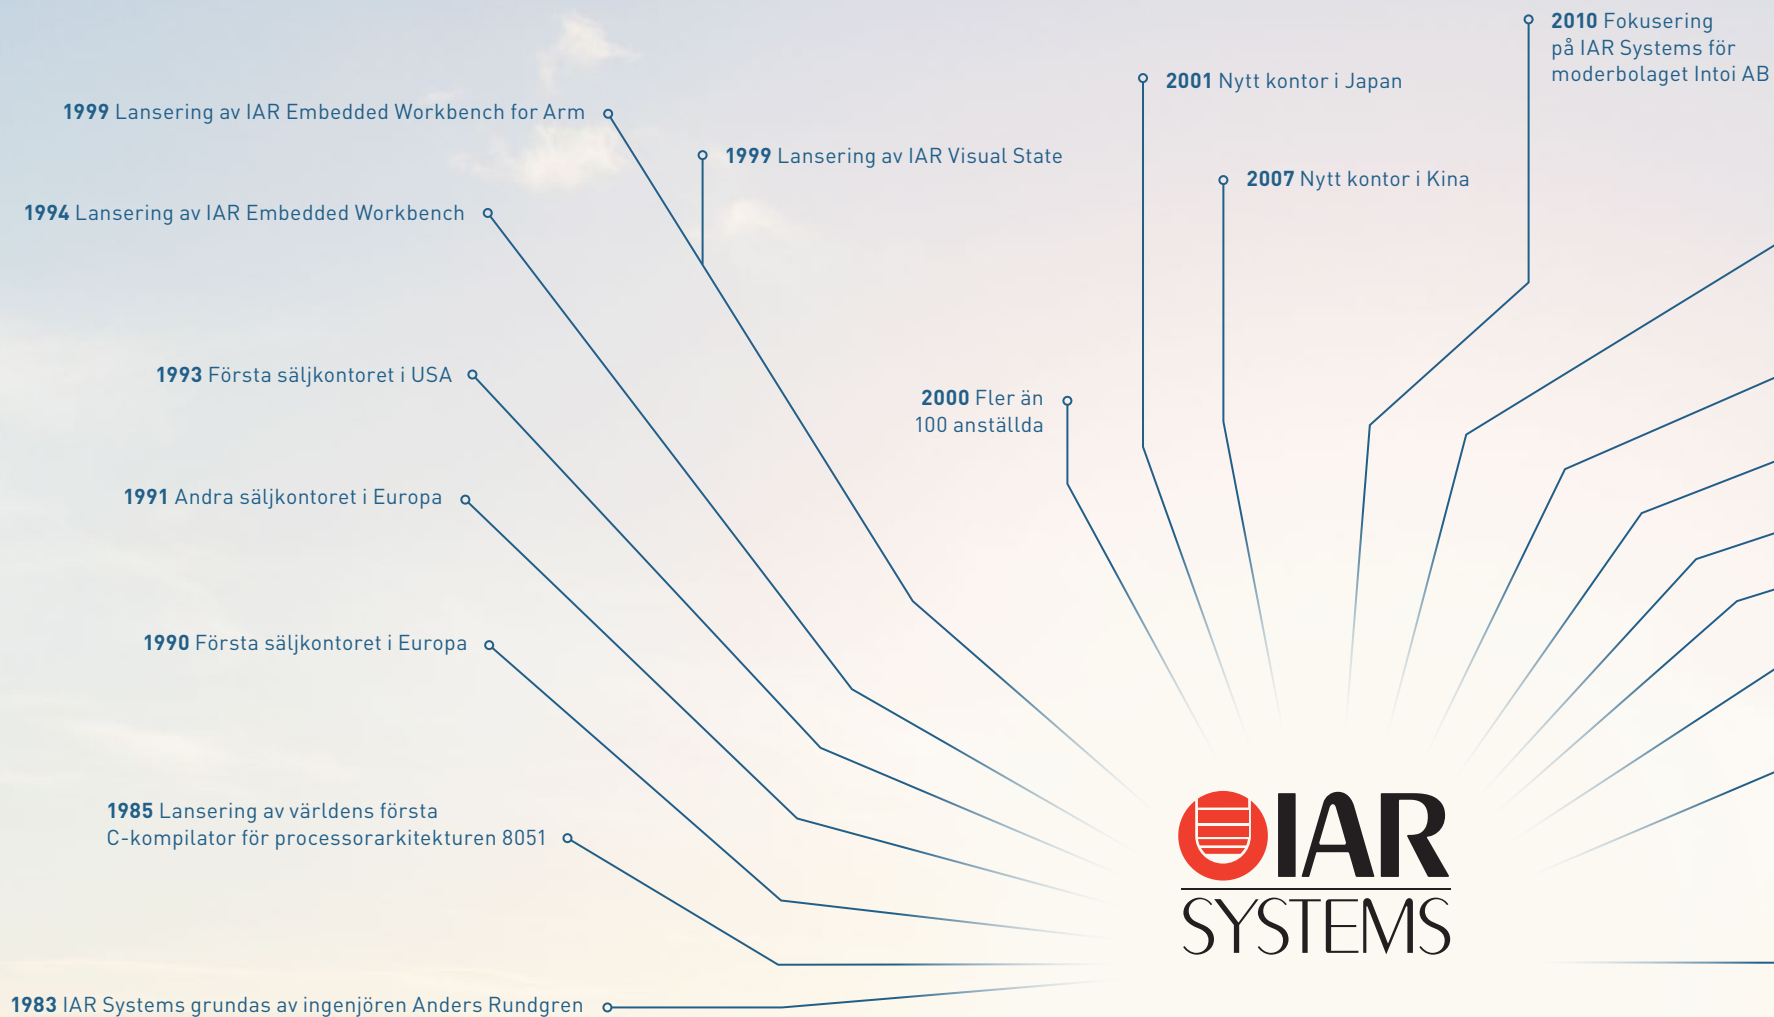 2010 Fokusering
på IAR Systems för
moderbolaget Intoi AB
2001 Nytt kontor i Japan
1999 Lansering av IAR Embedded Workbench for Arm
1999 Lansering av IAR Visual State
2007 Nytt kontor i Kina
1994 Lansering av IAR Embedded Workbench
1993 Första säljkontoret i USA
2000 Fler än
100 anställda
1991 Andra säljkontoret i Europa
1990 Första säljkontoret i Europa
1985 Lansering av världens första
C-kompilator för processorarkitekturen 8051
IAR
SYSTEMS
1983 IAR Systems grundas av ingenjören Anders Rundgren